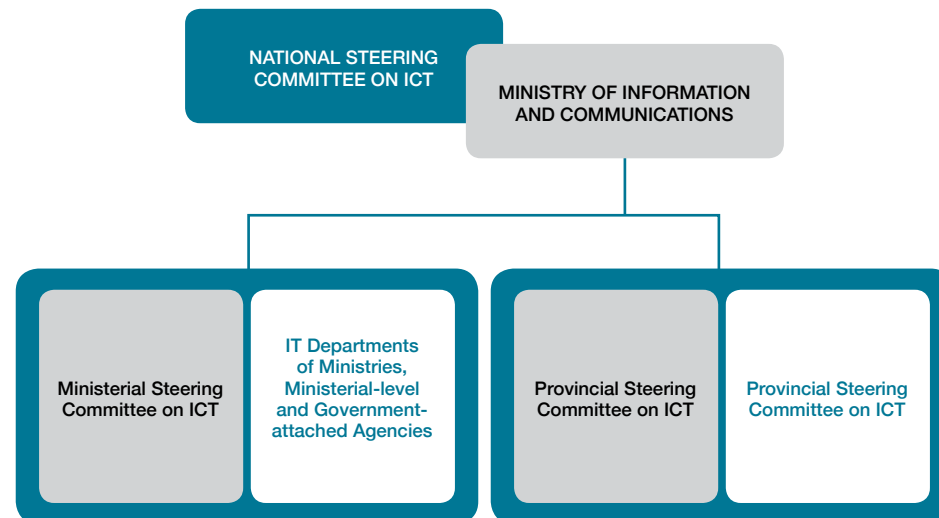 NATIONAL STEERING
COMMITTEE ON ICT
MINISTRY OF INFORMATION
AND COMMUNICATIONS
Ministerial Steering
Committee on ICT
IT Departments
of Ministries,
Ministerial-level
and Government-
attached Agencies
Provincial Steering
Committee on ICT
Provincial Steering
Committee on ICT